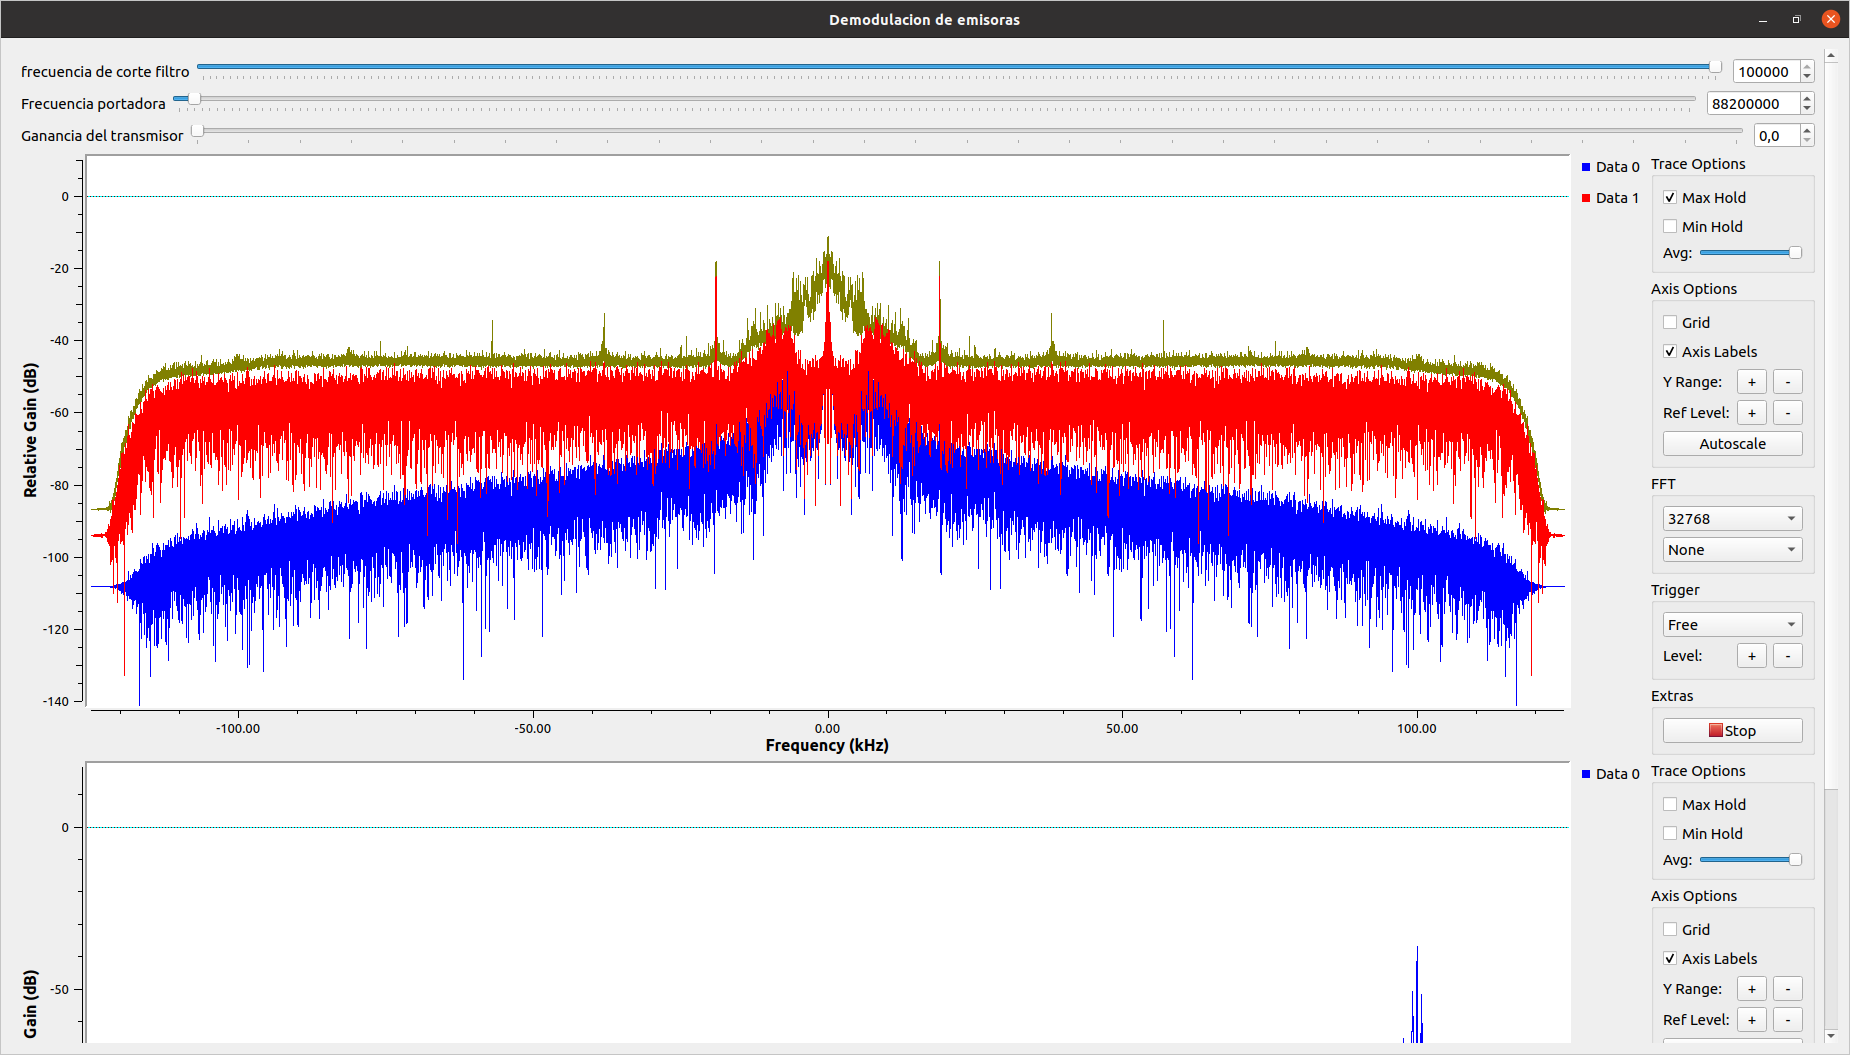 Demodulacion de emisoras
frecuencia de corte filtro 100000
Frecuencia portadora 88200000
Ganancia del transmisor 0,0
Data 0
Data 1
Relative Gain (dB)
0
-20
-40
-60
-80
-100
-120
-140
-100.00 -50.00 0.00 50.00 100.00
Frequency (kHz)
Trace Options
Max Hold
Min Hold
Avg:
Axis Options
Grid
Axis Labels
Y Range: + -
Ref Level: + -
Autoscale
FFT
32768
None
Trigger
Free
Level: + -
Extras
Stop
Data 0
Gain (dB)
0
-50
Trace Options
Max Hold
Min Hold
Avg:
Axis Options
Grid
Axis Labels
Y Range: + -
Ref Level: + -